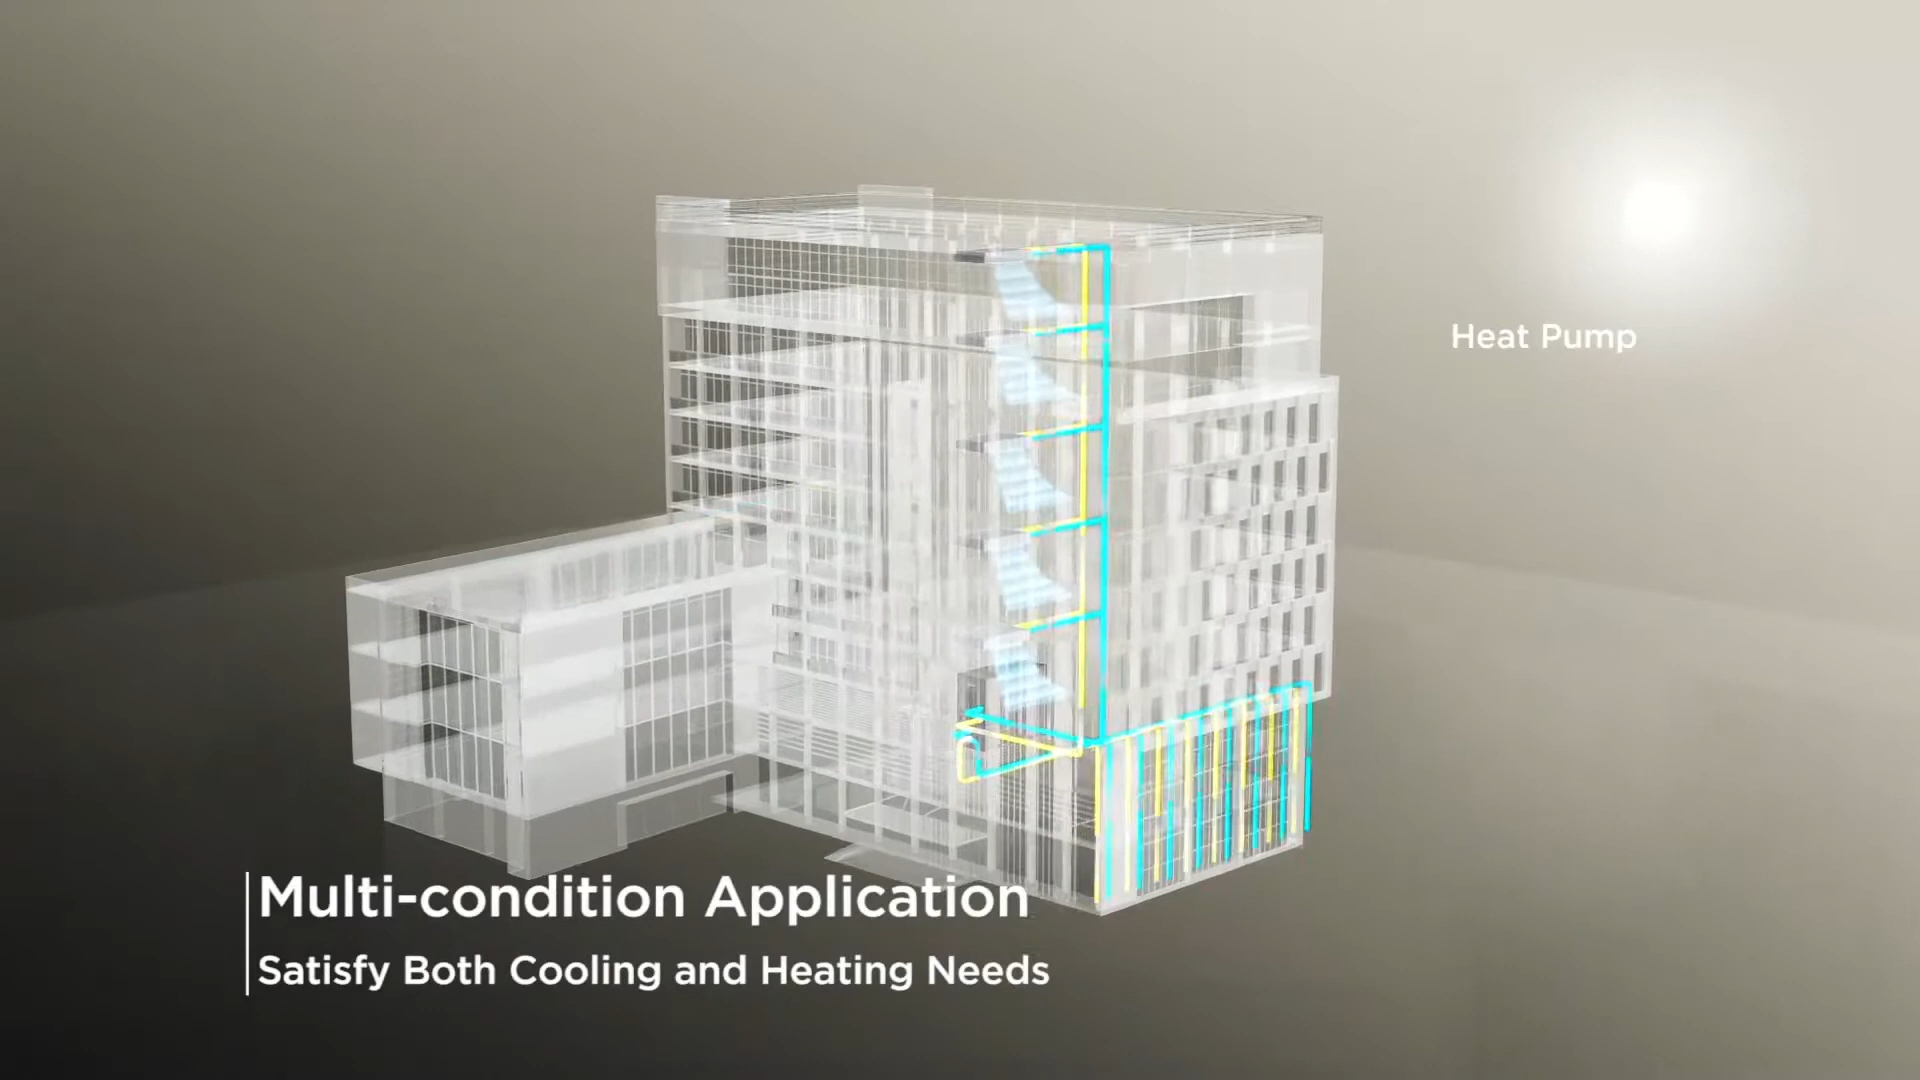 Heat Pump
Multi-condition Application
Satisfy Both Cooling and Heating Needs